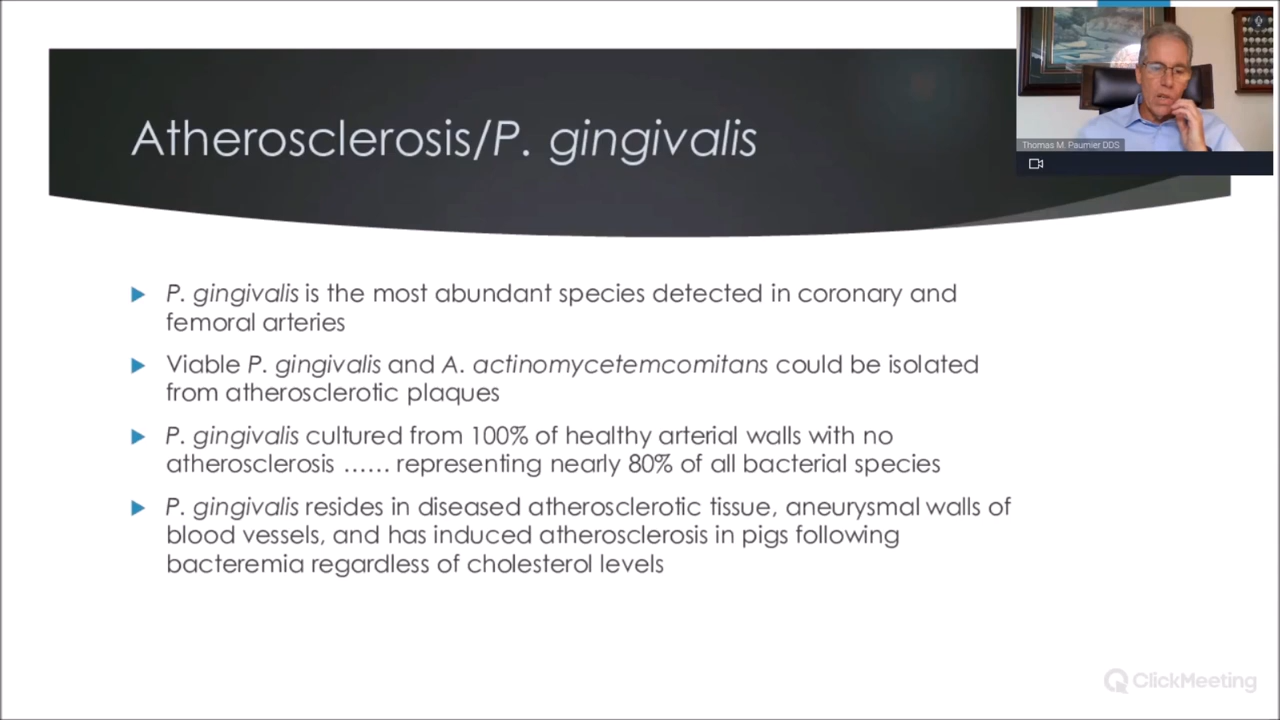 Atherosclerosis/P. gingivalis
Thomas M. Paumier DDS
P. gingivalis is the most abundant species detected in coronary and
femoral arteries
Viable P. gingivalis and A. actinomycetemcomitans could be isolated
from atherosclerotic plaques
P. gingivalis cultured from 100% of healthy arterial walls with no
atherosclerosis …… representing nearly 80% of all bacterial species
P. gingivalis resides in diseased atherosclerotic tissue, aneurysmal walls of
blood vessels, and has induced atherosclerosis in pigs following
bacteremia regardless of cholesterol levels
ClickMeeting